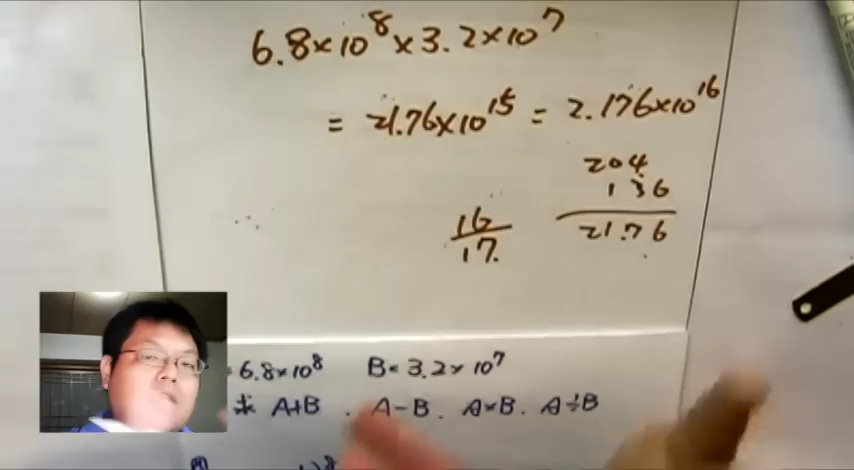 6.8×10⁸×3.2×10⁷
= 21.76×10¹⁵ = 2.176×10¹⁶
204
136
21.76
16
17.
=6.8×10⁸ B=3.2×10⁷
求 A+B . A-B . A×B . A÷B